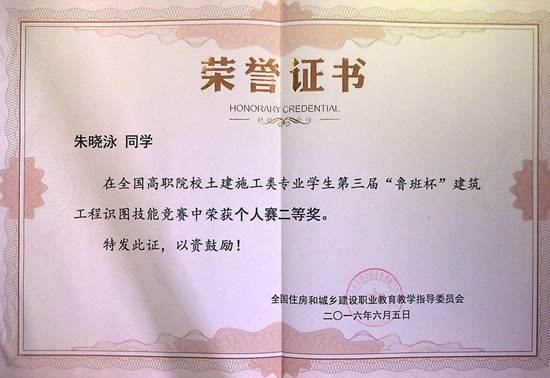 荣誉证书
HONORARY CREDENTIAL
朱晓泳 同学
在全国高职院校土建施工类专业学生第三届“鲁班杯”建筑
工程识图技能竞赛中荣获个人赛二等奖。
特发此证，以资鼓励！
全国住房和城乡建设职业教育教学指导委员会
二〇一六年六月五日